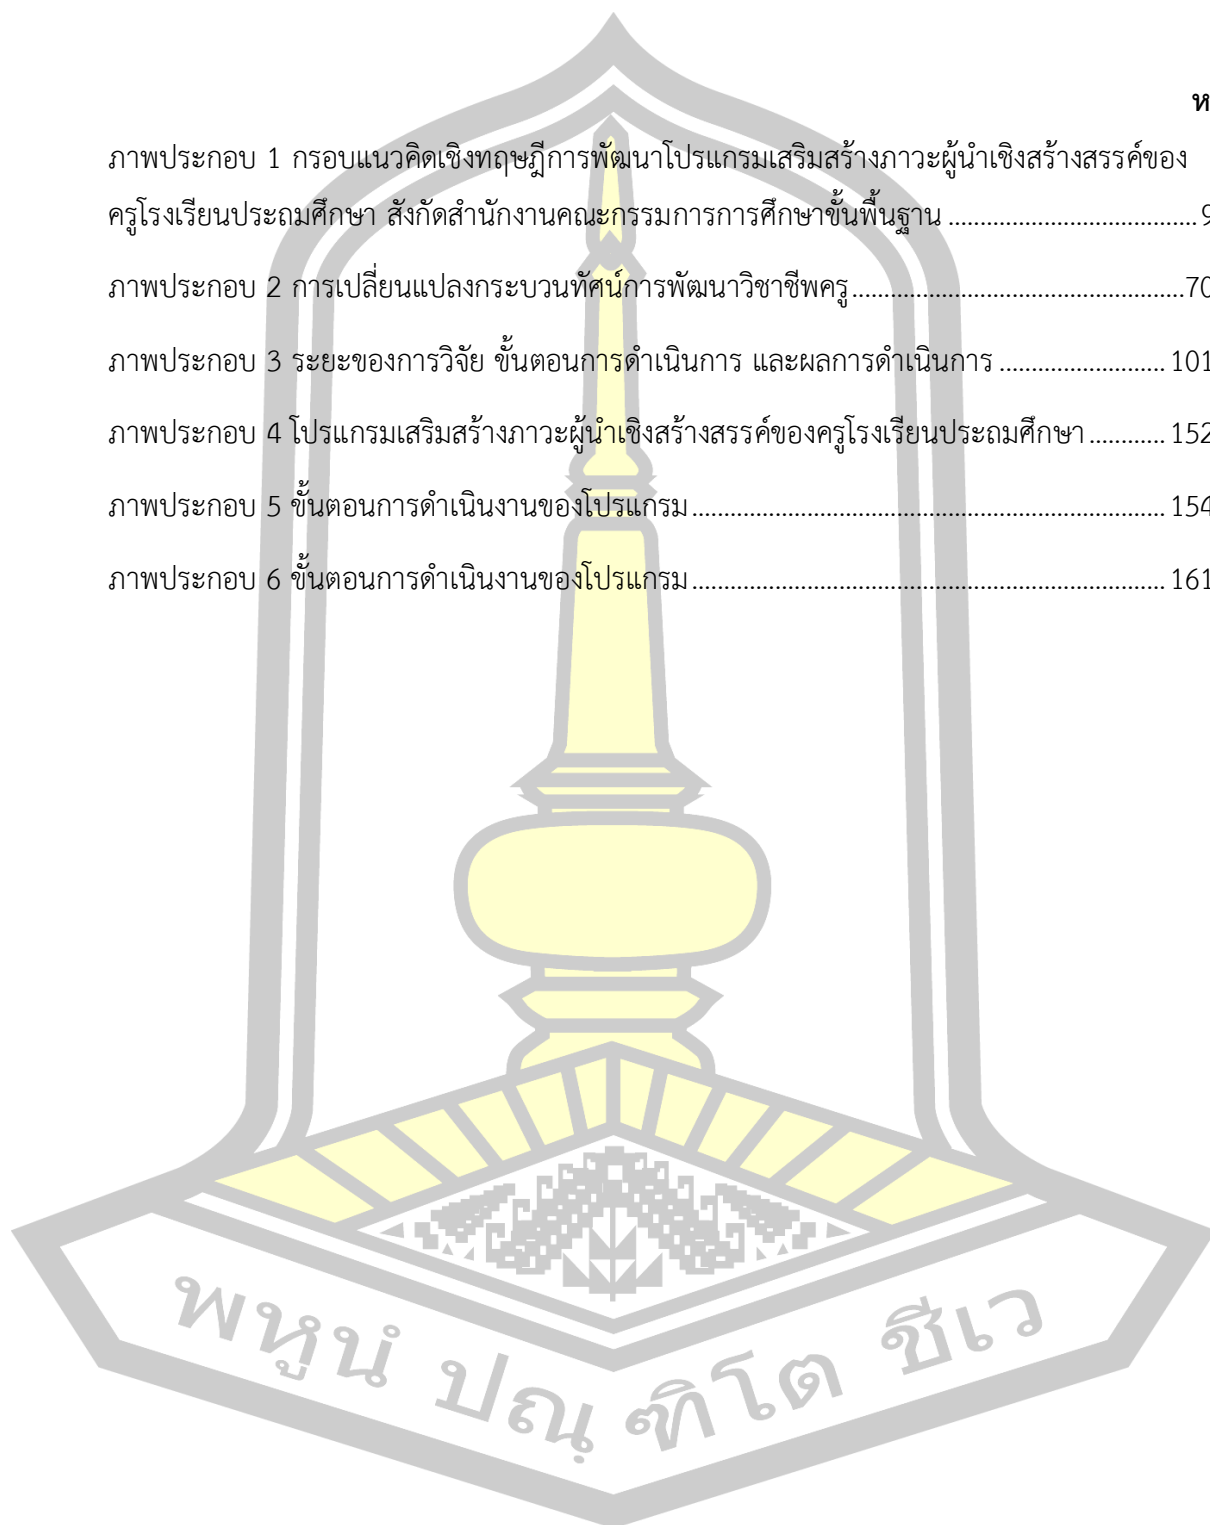 ห
ภาพประกอบ 1 กรอบแนวคิดเชิงทฤษฎีการพัฒนาโปรแกรมเสริมสร้างภาวะผู้นำเชิงสร้างสรรค์ของ
ครูโรงเรียนประถมศึกษา สังกัดสำนักงานคณะกรรมการการศึกษาขั้นพื้นฐาน ................................... 9
ภาพประกอบ 2 การเปลี่ยนแปลงกระบวนทัศน์การพัฒนาวิชาชีพครู ............................................... 70
ภาพประกอบ 3 ระยะของการวิจัย ขั้นตอนการดำเนินการ และผลการดำเนินการ ........................ 101
ภาพประกอบ 4 โปรแกรมเสริมสร้างภาวะผู้นำเชิงสร้างสรรค์ของครูโรงเรียนประถมศึกษา ............ 152
ภาพประกอบ 5 ขั้นตอนการดำเนินงานของโปรแกรม .................................................................... 154
ภาพประกอบ 6 ขั้นตอนการดำเนินงานของโปรแกรม .................................................................... 161
พหูนํ ปณฺฑิโต ชีเว